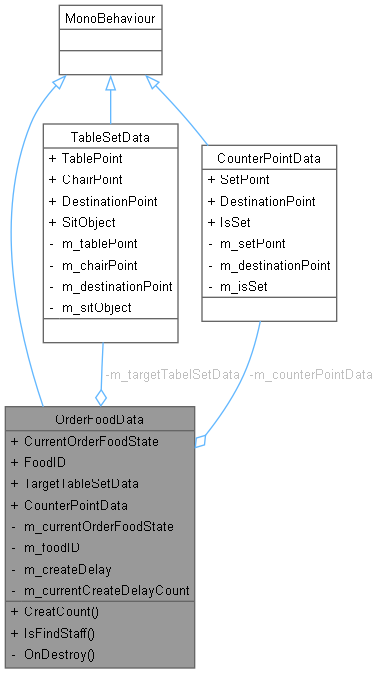 MonoBehaviour
TableSetData
+ TablePoint
+ ChairPoint
+ DestinationPoint
+ SitObject
- m_tablePoint
- m_chairPoint
- m_destinationPoint
- m_sitObject
CounterPointData
+ SetPoint
+ DestinationPoint
+ IsSet
- m_setPoint
- m_destinationPoint
- m_isSet
-m_targetTabelSetData
-m_counterPointData
OrderFoodData
+ CurrentOrderFoodState
+ FoodID
+ TargetTableSetData
+ CounterPointData
- m_currentOrderFoodState
- m_foodID
- m_createDelay
- m_currentCreateDelayCount
+ CreatCount()
+ IsFindStaff()
- OnDestroy()